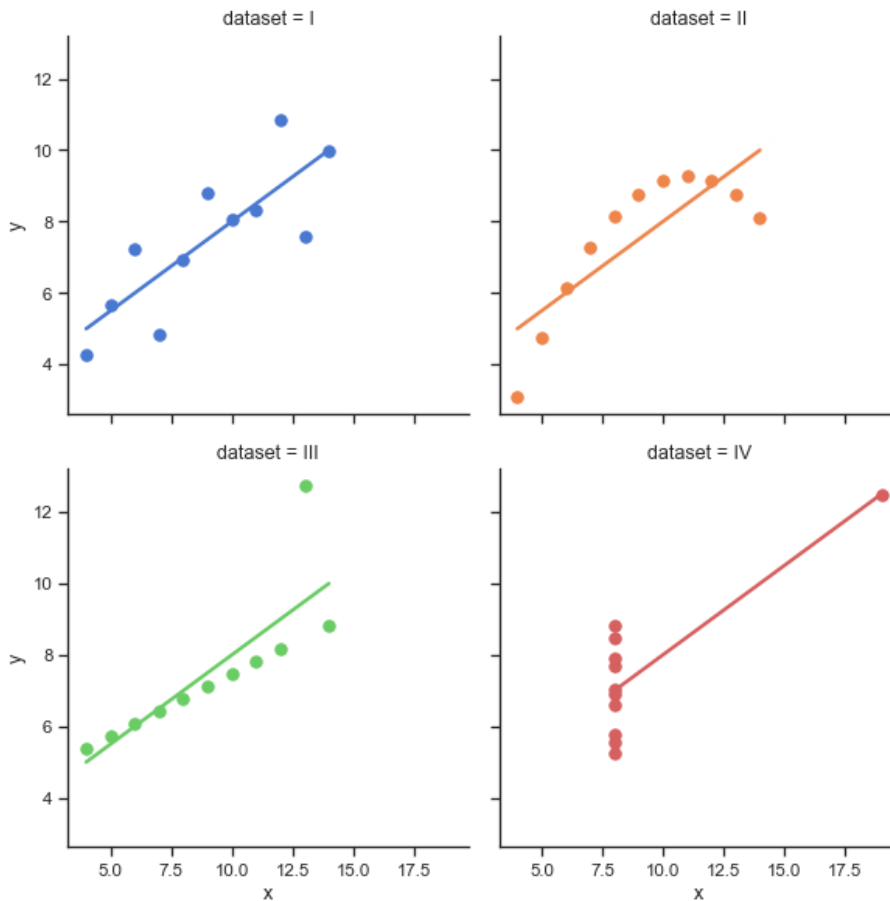 dataset = I
dataset = II
12
10
8
6
4
y
dataset = III
dataset = IV
12
10
8
6
4
y
5.0 7.5 10.0 12.5 15.0 17.5
5.0 7.5 10.0 12.5 15.0 17.5
x
x